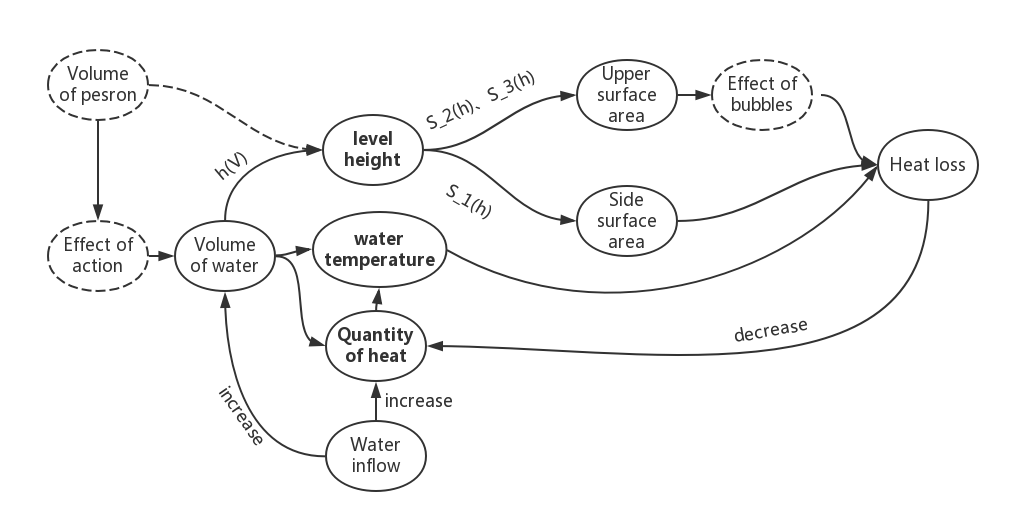 Volume
of pesron
Effect of
action
Volume
of water
h(V)
level
height
water
temperature
Quantity
of heat
increase
increase
Water
inflow
S_2(h)、S_3(h)
S_1(h)
Upper
surface
area
Side
surface
area
Effect of
bubbles
Heat loss
decrease